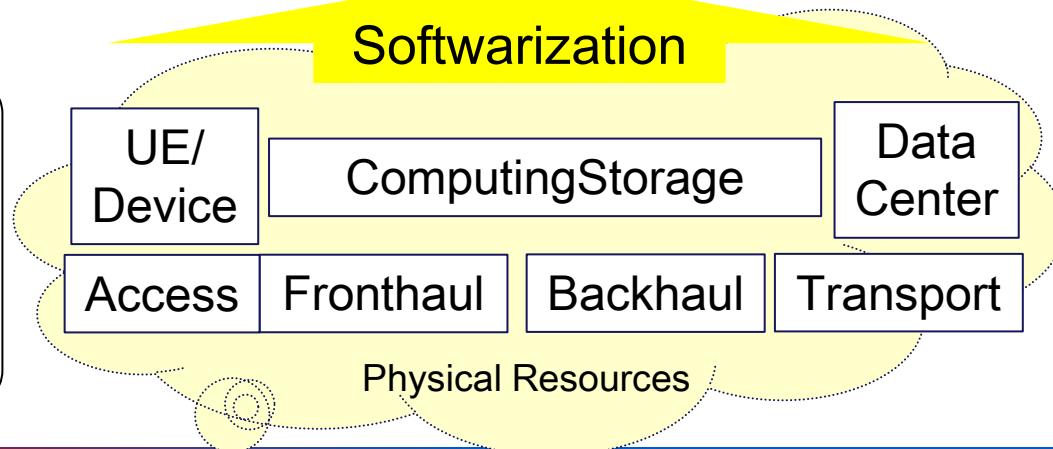 Softwarization
UE/
Device
ComputingStorage
Data
Center
Access
Fronthaul
Backhaul
Transport
Physical Resources